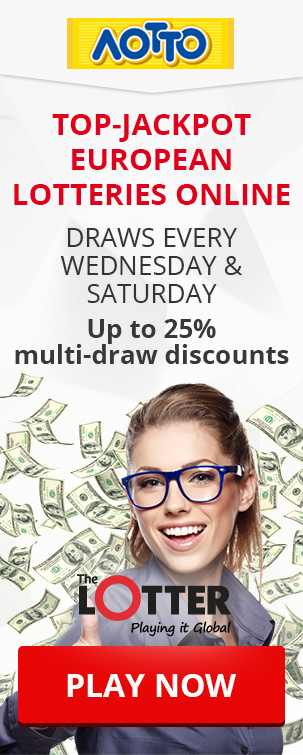 ΛΟΤΤΟ
TOP-JACKPOT
EUROPEAN
LOTTERIES ONLINE
DRAWS EVERY
WEDNESDAY &
SATURDAY
Up to 25%
multi-draw discounts
The
LOTTER
Playing it Global
PLAY NOW